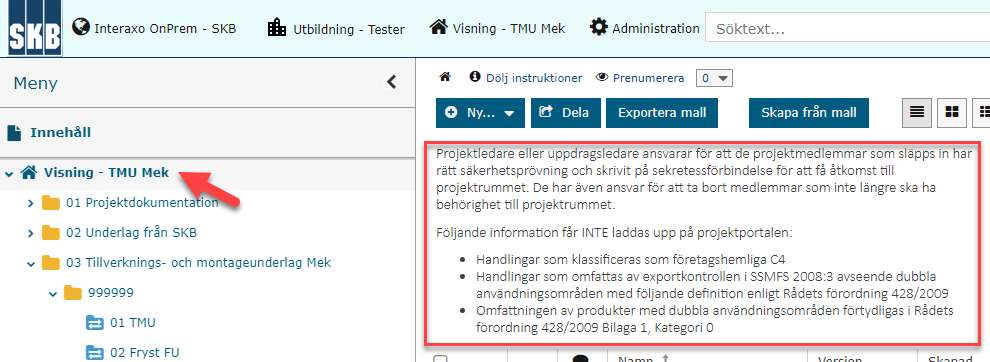 SKB
Interaxo OnPrem - SKB
Utbildning - Tester
Visning - TMU Mek
Administration
Söktext...
Meny
Innehåll
Visning - TMU Mek
01 Projektdokumentation
02 Underlag från SKB
03 Tillverknings- och montageunderlag Mek
999999
01 TMU
02 Fryst FU
Dölj instruktioner
Prenumerera
0
Ny...
Dela
Exportera mall
Skapa från mall
Projektledare eller uppdragsledare ansvarar för att de projektmedlemmar som släpps in har
rätt säkerhetsprövning och skrivit på sekretessförbindelse för att få åtkomst till
projektrummet. De har även ansvar för att ta bort medlemmar som inte längre ska ha
behörighet till projektrummet.
Följande information får INTE laddas upp på projektportalen:
• Handlingar som klassificeras som företagshemliga C4
• Handlingar som omfattas av exportkontrollen i SSMFS 2008:3 avseende dubbla
användningsområden med följande definition enligt Rådets förordning 428/2009
• Omfattningen av produkter med dubbla användningsområden förtydligas i Rådets
förordning 428/2009 Bilaga 1, Kategori 0
Namn
Version
Skapad